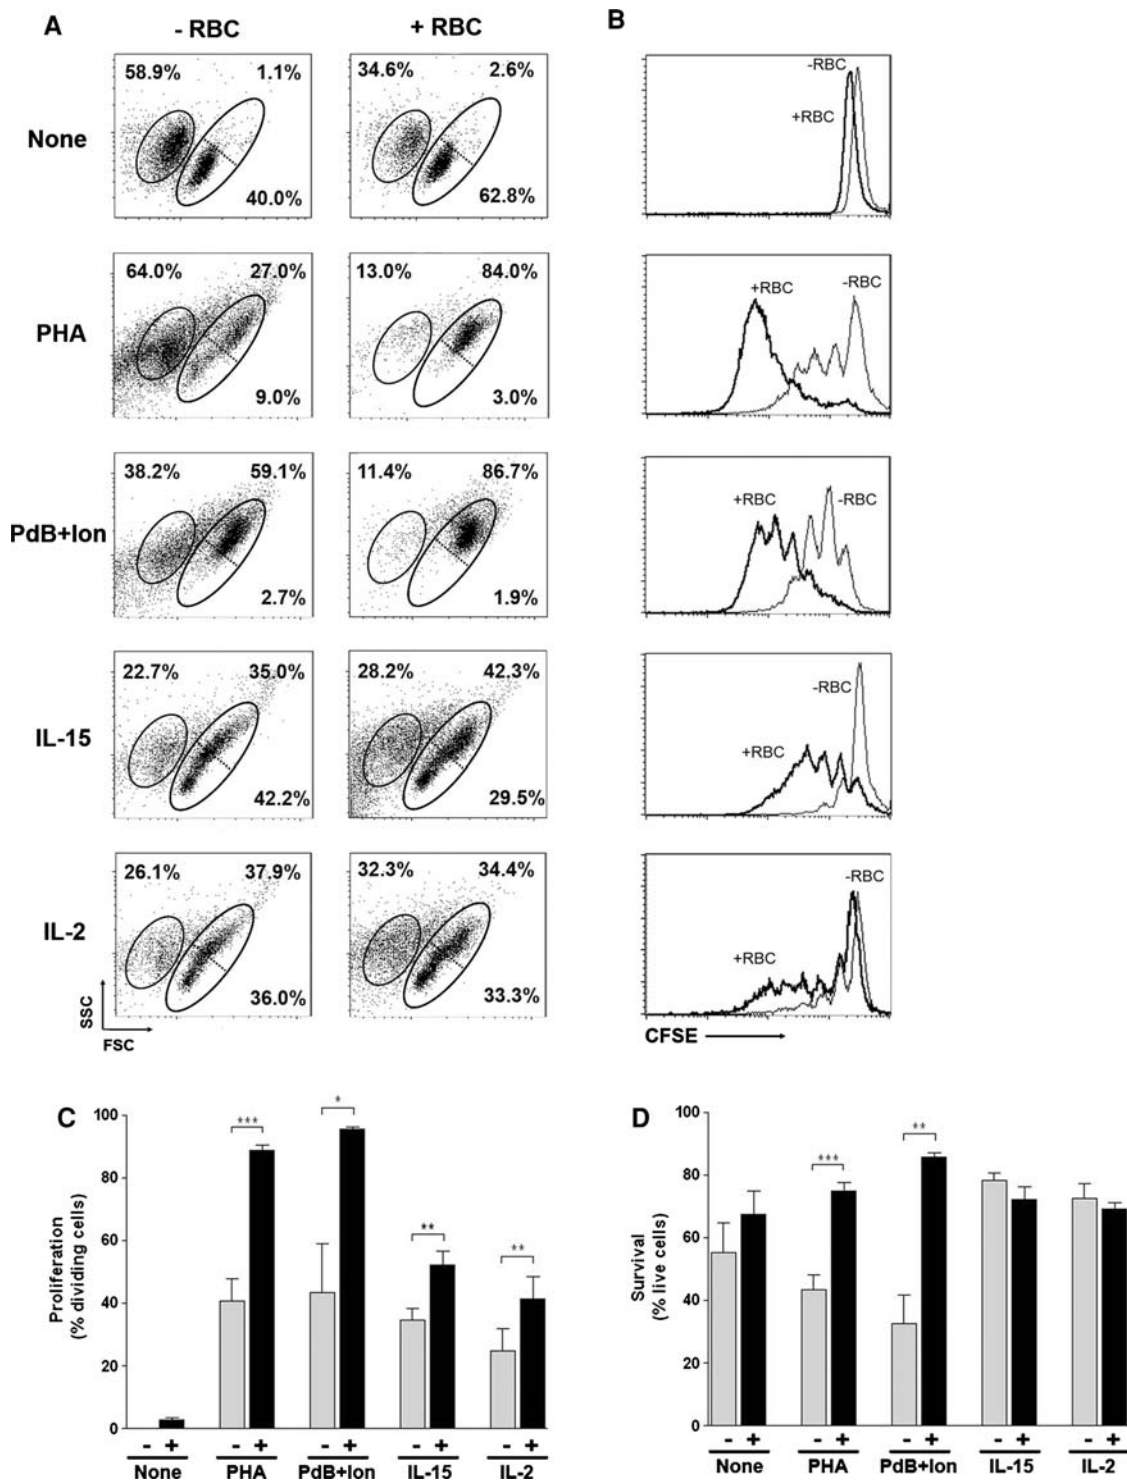 A
- RBC
+ RBC
B
None
58.9%
1.1%
40.0%
34.6%
2.6%
62.8%
-RBC
+RBC
PHA
64.0%
27.0%
9.0%
13.0%
84.0%
3.0%
+RBC
-RBC
PdB+Ion
38.2%
59.1%
2.7%
11.4%
86.7%
1.9%
+RBC
-RBC
IL-15
22.7%
35.0%
42.2%
28.2%
42.3%
29.5%
-RBC
+RBC
IL-2
26.1%
37.9%
36.0%
32.3%
34.4%
33.3%
-RBC
+RBC
SSC
FSC
CFSE
C
Proliferation
(% dividing cells)
100
80
60
40
20
0
***
*
**
**
- + - + - + - + - +
None PHA PdB+Ion IL-15 IL-2
D
Survival
(% live cells)
100
80
60
40
20
0
***
**
- + - + - + - + - +
None PHA PdB+Ion IL-15 IL-2